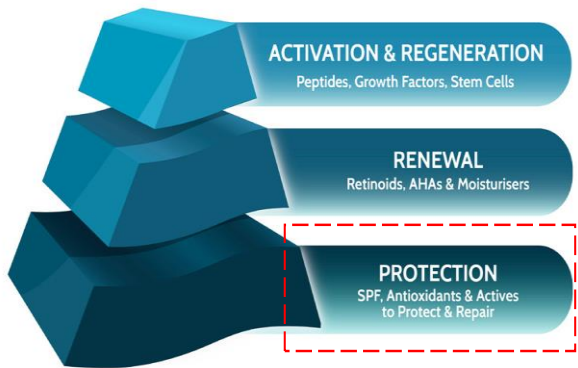 ACTIVATION & REGENERATION
Peptides, Growth Factors, Stem Cells
RENEWAL
Retinoids, AHAs & Moisturisers
PROTECTION
SPF, Antioxidants & Actives
to Protect & Repair